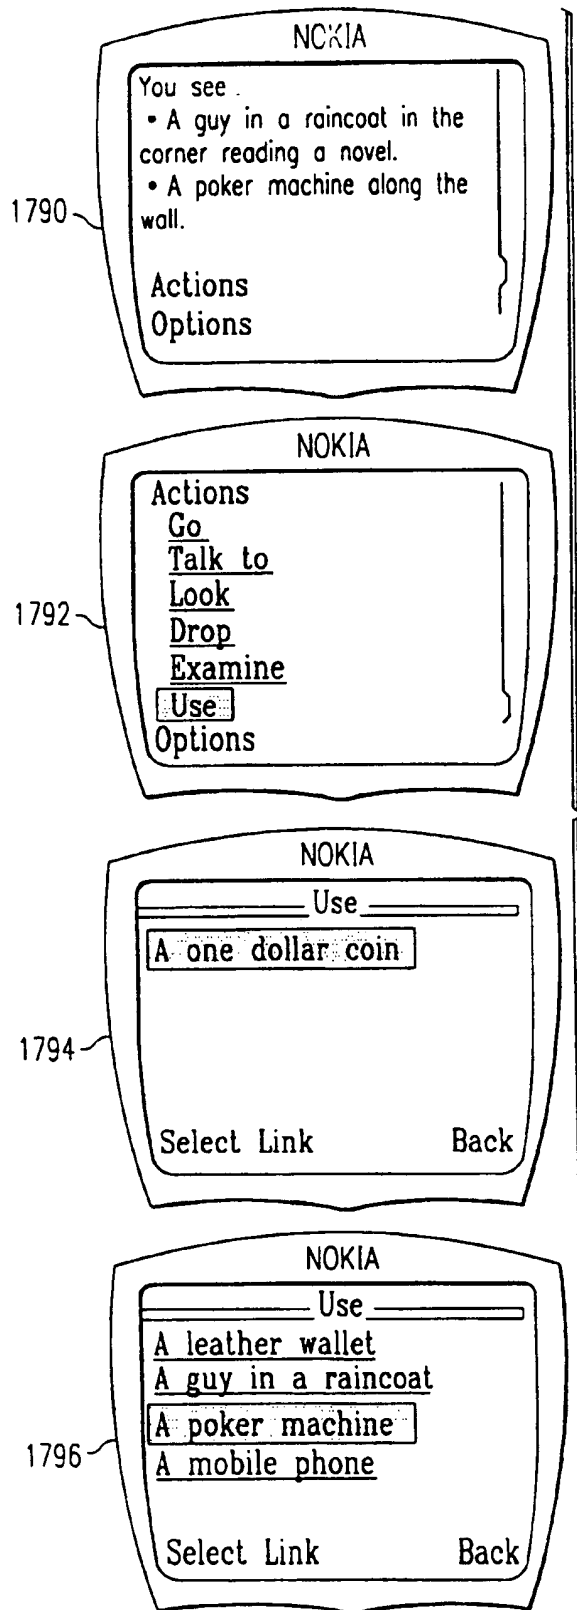 NOKIA
You see .
• A guy in a raincoat in the
corner reading a novel.
• A poker machine along the
wall.
1790
Actions
Options
NOKIA
Actions
Go
Talk to
Look
1792
Drop
Examine
Use
Options
NOKIA
Use
A one dollar coin
1794
Select Link Back
NOKIA
Use
A leather wallet
A guy in a raincoat
A poker machine
1796
A mobile phone
Select Link Back